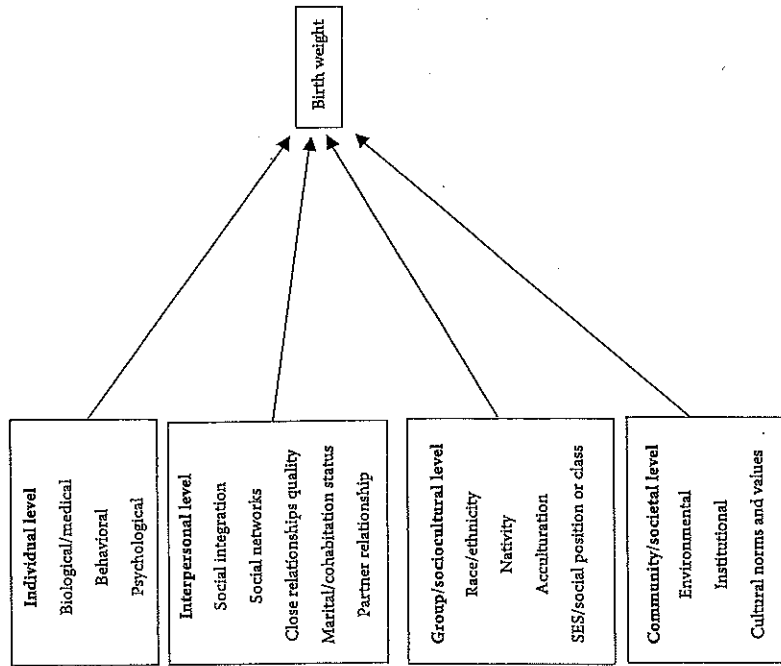 Individual level
Biological/medical
Behavioral
Psychological
Interpersonal level
Social integration
Social networks
Close relationships quality
Marital/cohabitation status
Partner relationship
Group/sociocultural level
Race/ethnicity
Nativity
Acculturation
SES/social position or class
Community/societal level
Environmental
Institutional
Cultural norms and values
Birth weight